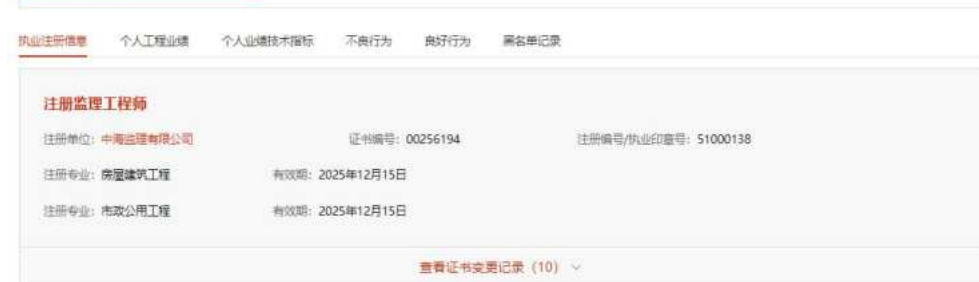 执业注册信息 个人工程业绩 个人业绩技术指标 不良行为 良好行为 黑名单记录
注册监理工程师
注册单位：中海监理有限公司 证书编号：00256194 注册编号/执业印章号：51000138
注册专业：房屋建筑工程 有效期：2025年12月15日
注册专业：市政公用工程 有效期：2025年12月15日
查看证书变更记录（10）